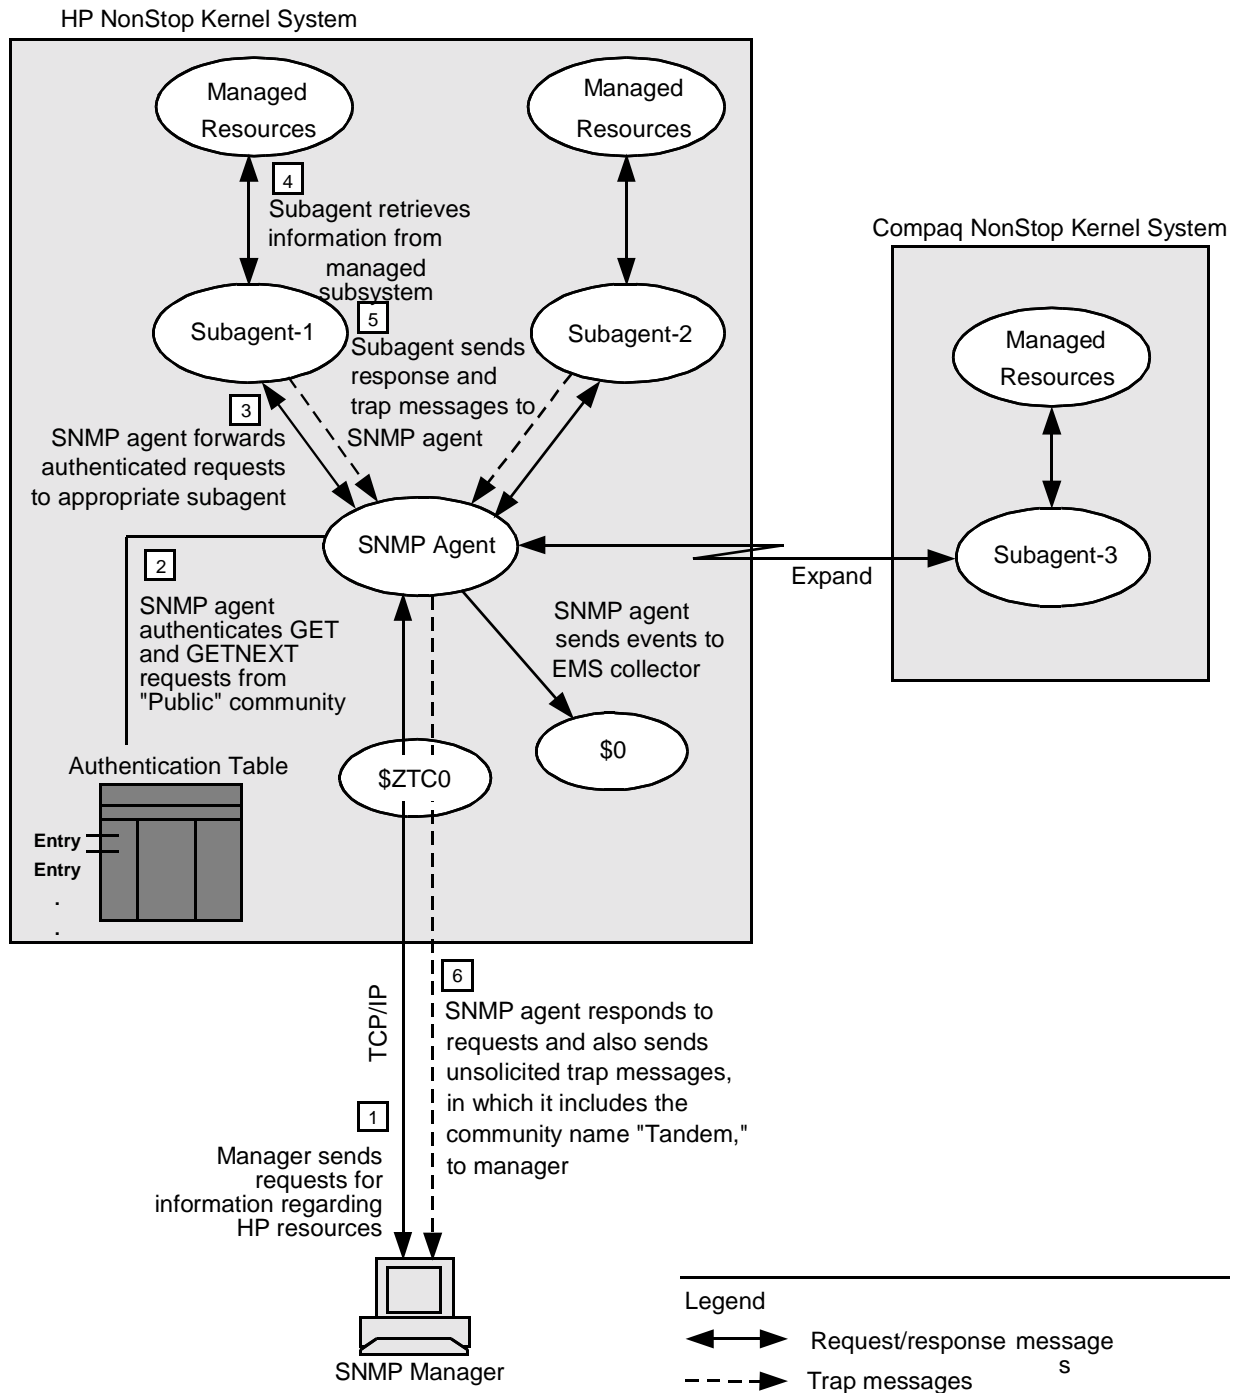 HP NonStop Kernel System
Managed
Resources
Managed
Resources
4
Subagent retrieves
information from
managed
subsystem
Compaq NonStop Kernel System
Managed
Resources
Subagent-1
5
Subagent sends
response and
trap messages to
SNMP agent
Subagent-2
3
SNMP agent forwards
authenticated requests
to appropriate subagent
SNMP Agent
Expand
Subagent-3
2
SNMP agent
authenticates GET
and GETNEXT
requests from
"Public" community
SNMP agent
sends events to
EMS collector
$0
$ZTC0
Authentication Table
Entry
Entry
.
.
TCP/IP
6
SNMP agent responds to
requests and also sends
unsolicited trap messages,
in which it includes the
community name "Tandem,"
to manager
1
Manager sends
requests for
information regarding
HP resources
SNMP Manager
Legend
Request/response message
s
Trap messages